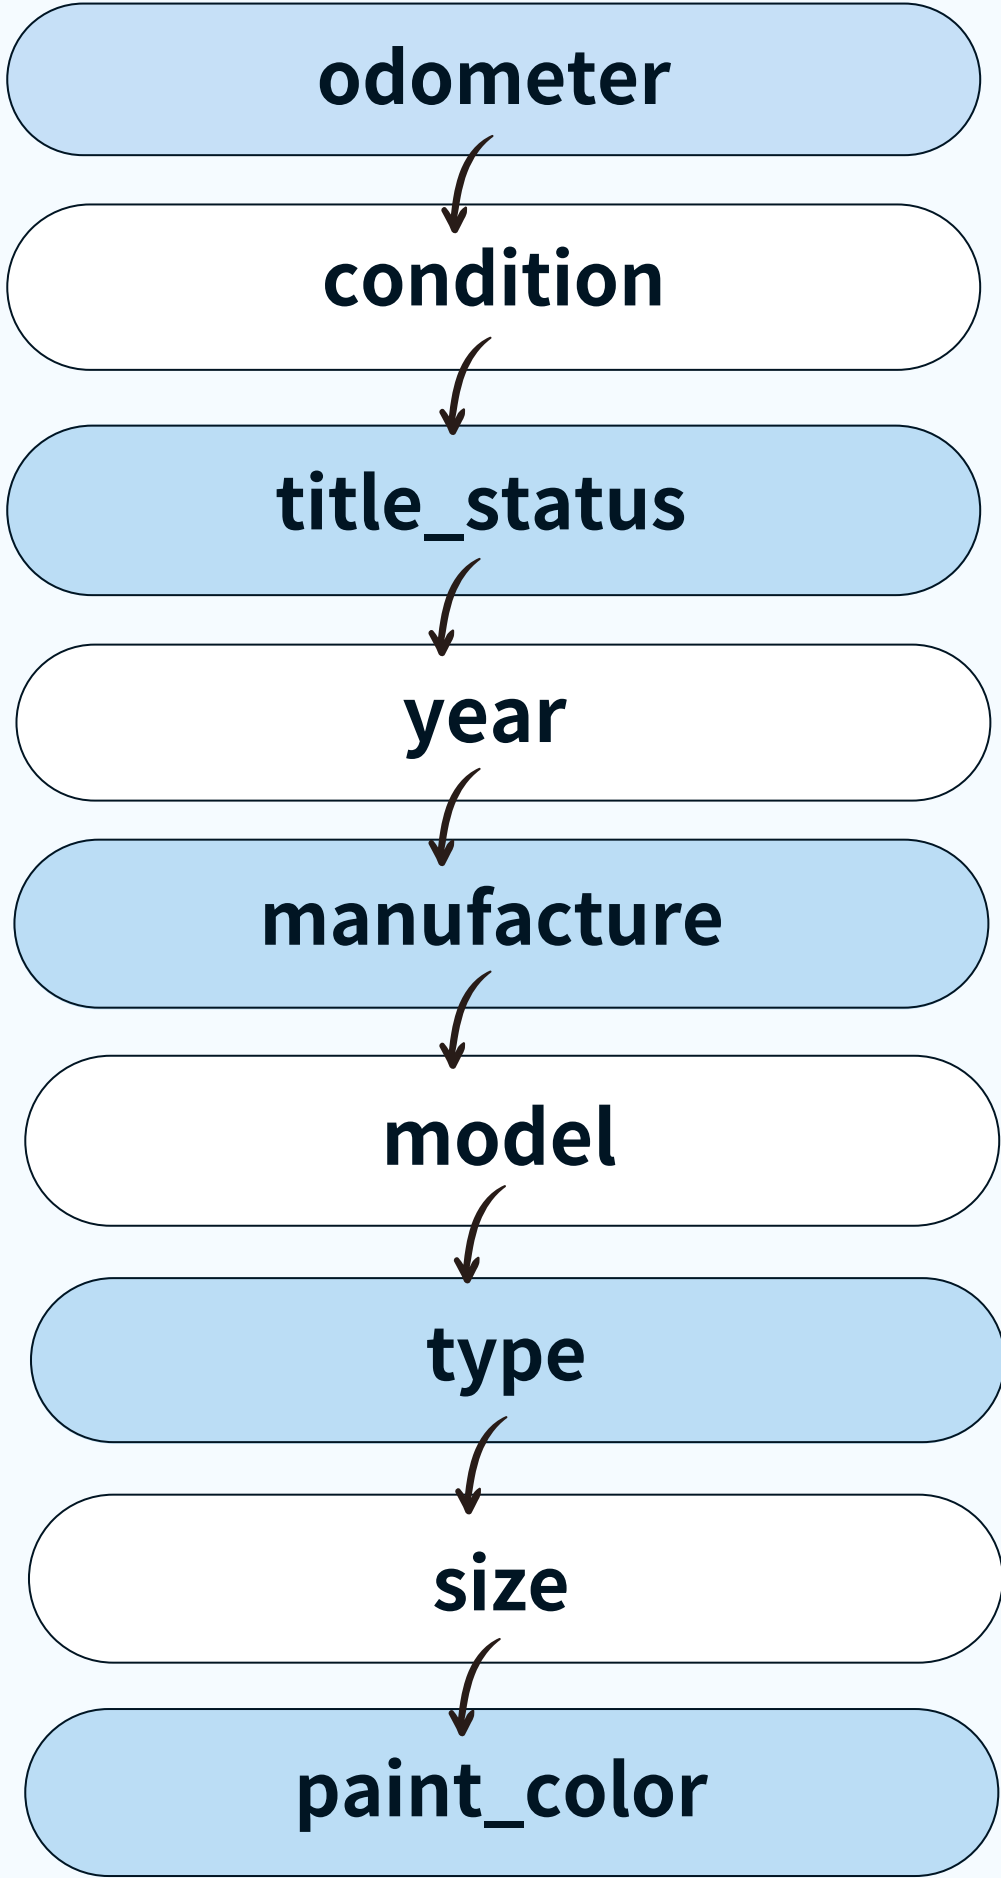 odometer
condition
title_status
year
manufacture
model
type
size
paint_color